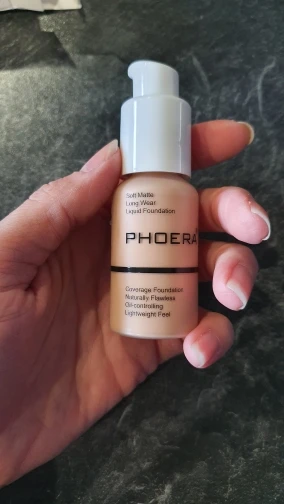 Soft Matte
Long Wear
Liquid Foundation
PHOERA
Coverage Foundation
Naturally Flawless
Oil-controlling
Lightweight Feel